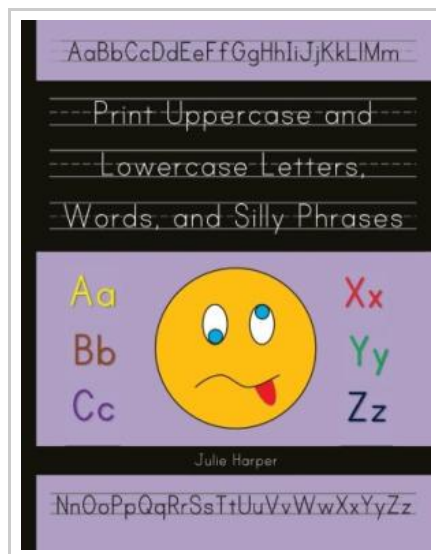 AaBbCcDdEeFfGgHhIiJjKkLlMm
Print Uppercase and
Lowercase Letters,
Words, and Silly Phrases
Aa Xx
Bb Yy
Cc Zz
Julie Harper
NnOoPpQqRrSsTtUuVvWwXxYyZz